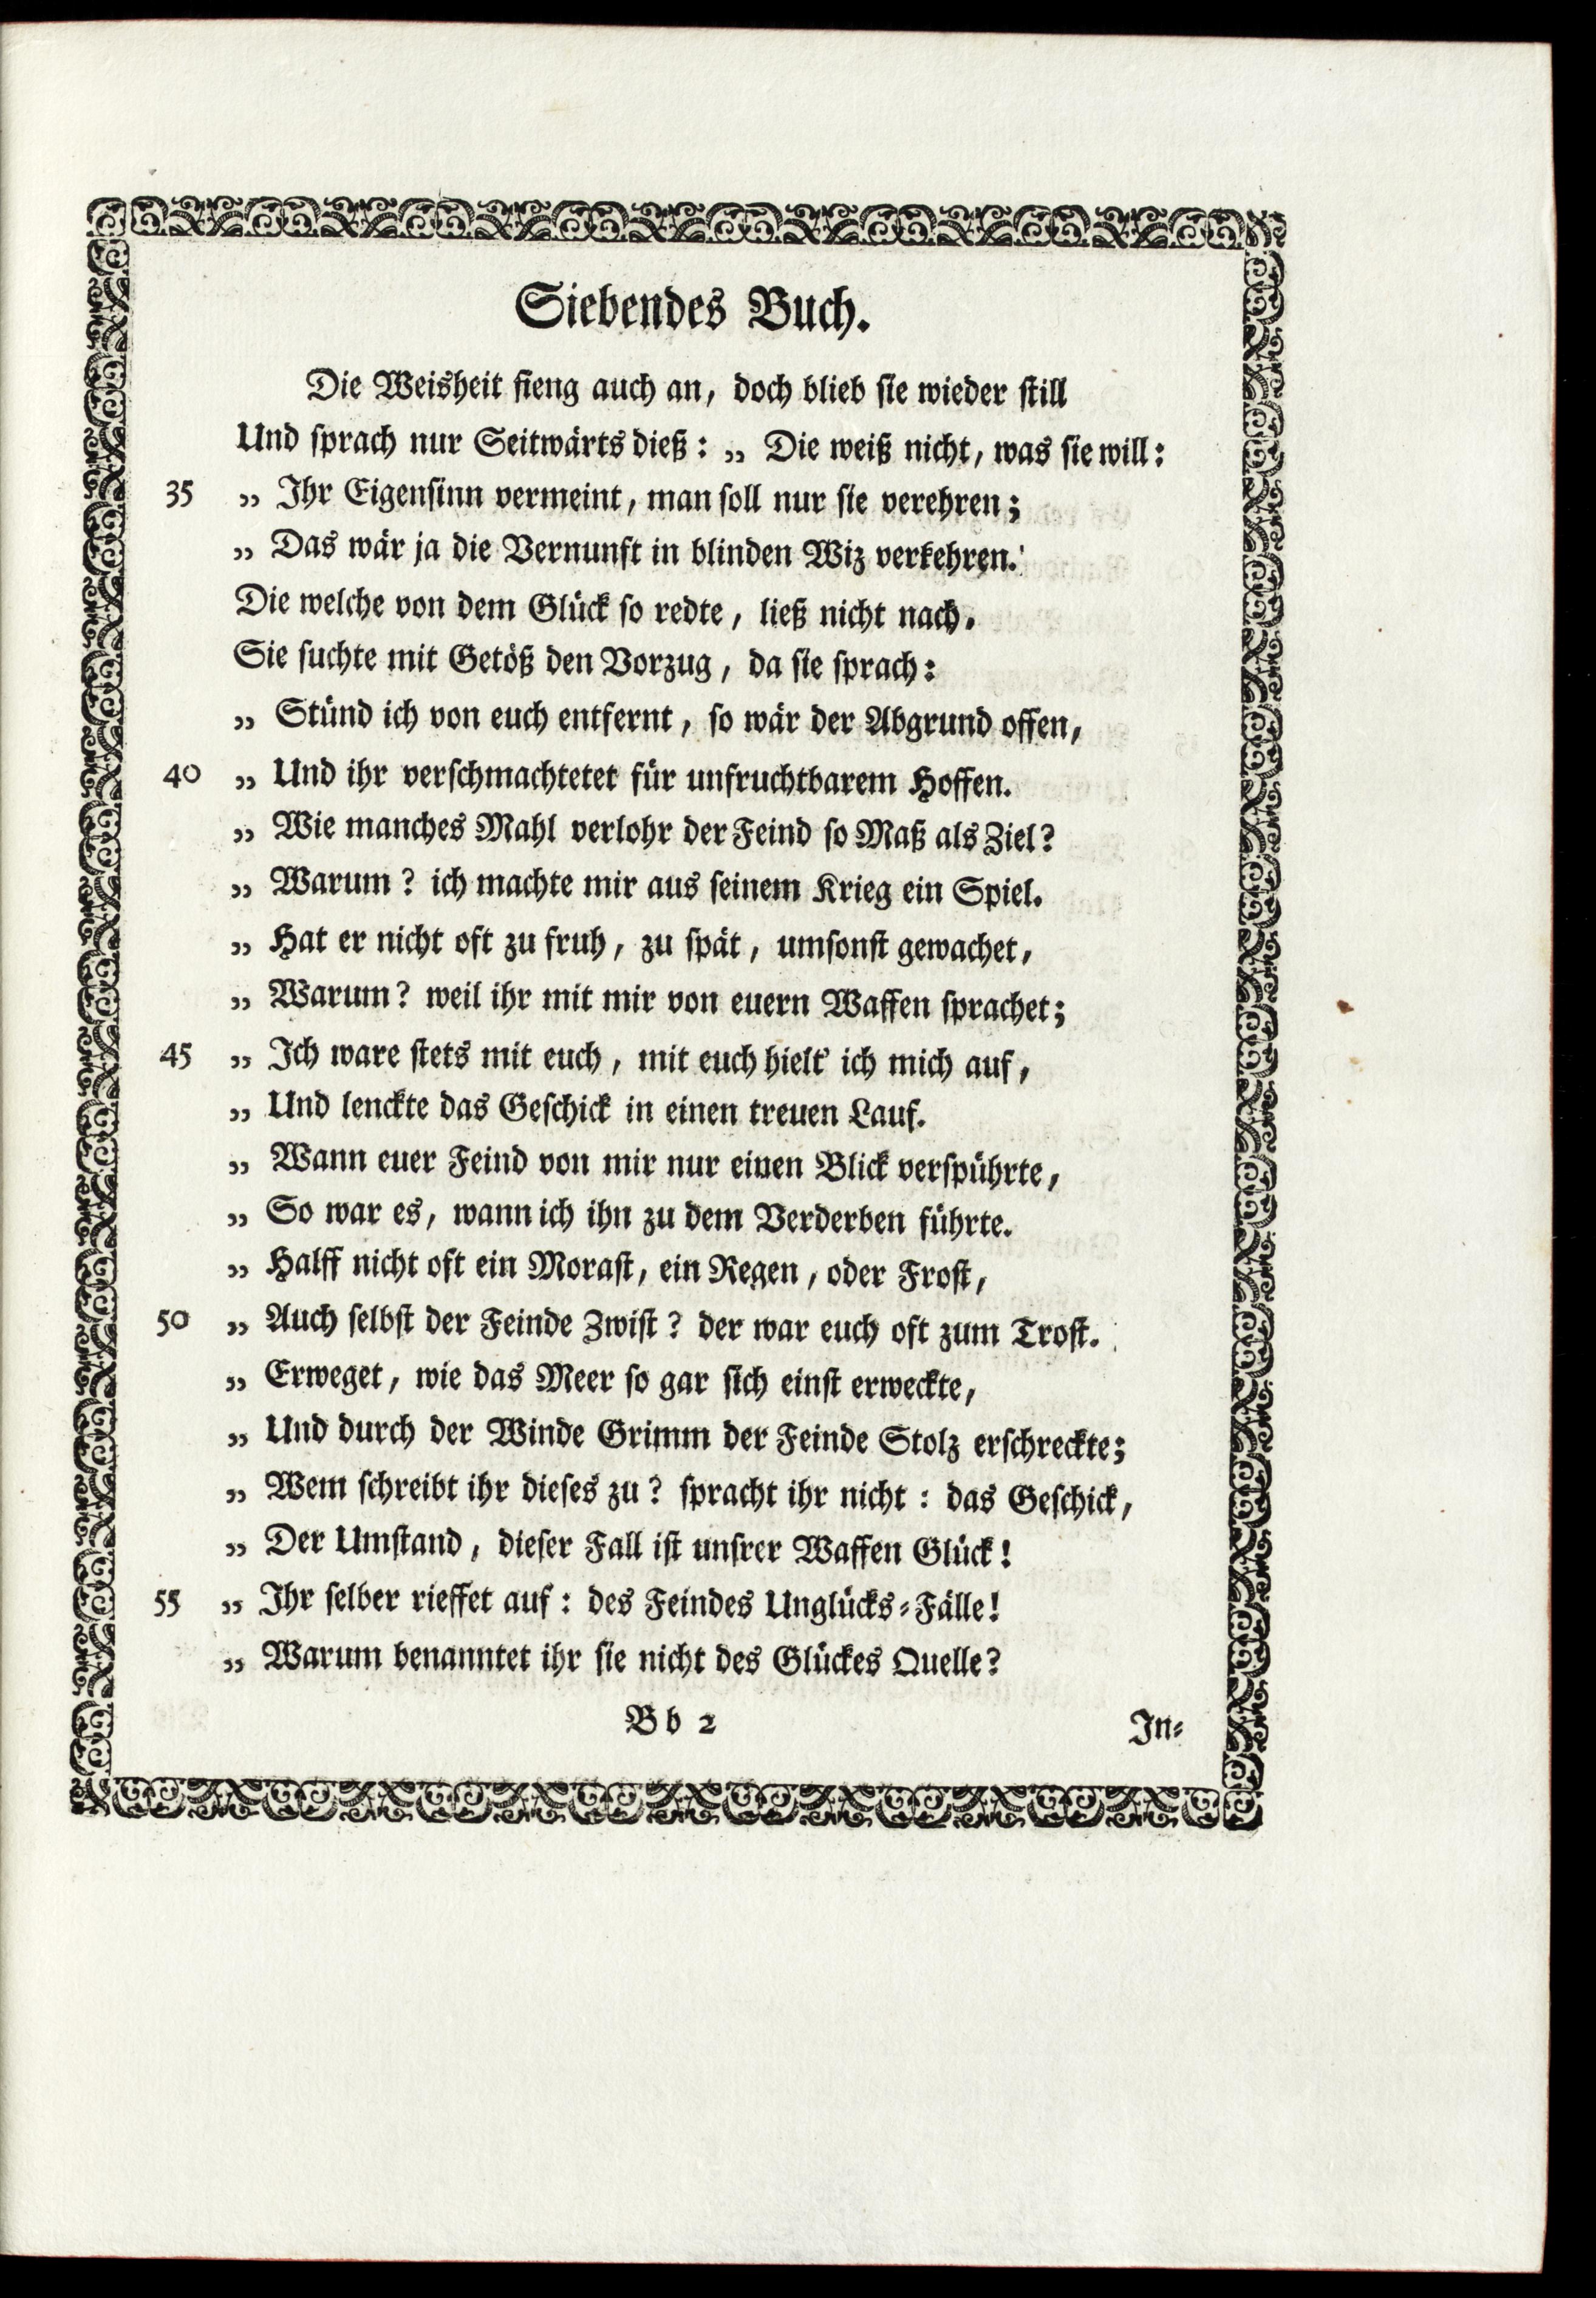 Siebendes Buch.
Die Weisheit fieng auch an, doch blieb sie wieder still
Und sprach nur Seitwärts dieß: „ Die weiß nicht, was sie will:
35 „ Ihr Eigensinn vermeint, man soll nur sie verehren;
„ Das wär ja die Vernunft in blinden Wiz verkehren.
Die welche von dem Glück so redte, ließ nicht nach.
Sie suchte mit Getöß den Vorzug, da sie sprach:
„ Stünd ich von euch entfernt, so wär der Abgrund offen,
40 „ Und ihr verschmachtetet für unfruchtbarem Hoffen.
„ Wie manches Mahl verlohr der Feind so Maß als Ziel?
„ Warum? ich machte mir aus seinem Krieg ein Spiel.
„ Hat er nicht oft zu fruh, zu spät, umsonst gewachet,
„ Warum? weil ihr mit mir von euern Waffen sprachet;
45 „ Ich ware stets mit euch, mit euch hielt' ich mich auf,
„ Und lenckte das Geschick in einen treuen Lauf.
„ Wann euer Feind von mir nur einen Blick verspührte,
„ So war es, wann ich ihn zu dem Verderben führte.
„ Halff nicht oft ein Morast, ein Regen, oder Frost,
50 „ Auch selbst der Feinde Zwist? der war euch oft zum Trost.
„ Erweget, wie das Meer so gar sich einst erweckte,
„ Und durch der Winde Grimm der Feinde Stolz erschreckte;
„ Wem schreibt ihr dieses zu? spracht ihr nicht: das Geschick,
„ Der Umstand, dieser Fall ist unsrer Waffen Glück!
55 „ Ihr selber rieffet auf: des Feindes Unglücks-Fälle!
„ Warum benanntet ihr sie nicht des Glückes Quelle?
Bb 2 In-